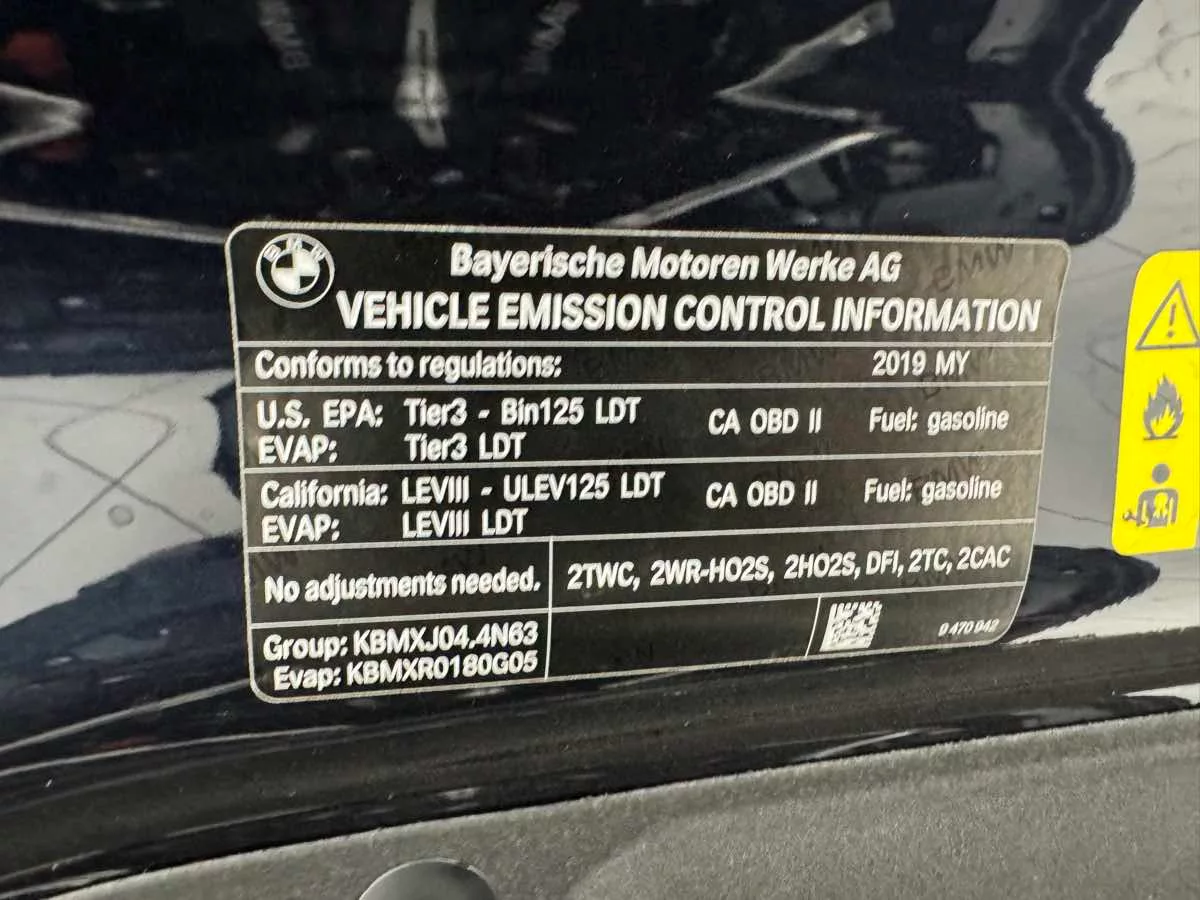 BMW
Bayerische Motoren Werke AG
VEHICLE EMISSION CONTROL INFORMATION
Conforms to regulations: 2019 MY
U.S. EPA: Tier3 - Bin125 LDT CA OBD II Fuel: gasoline
EVAP: Tier3 LDT
California: LEVIII - ULEV125 LDT CA OBD II Fuel: gasoline
EVAP: LEVIII LDT
No adjustments needed. 2TWC, 2WR-HO2S, 2HO2S, DFI, 2TC, 2CAC
Group: KBMXJ04.4N63
Evap: KBMXR0180G05
9 470 942